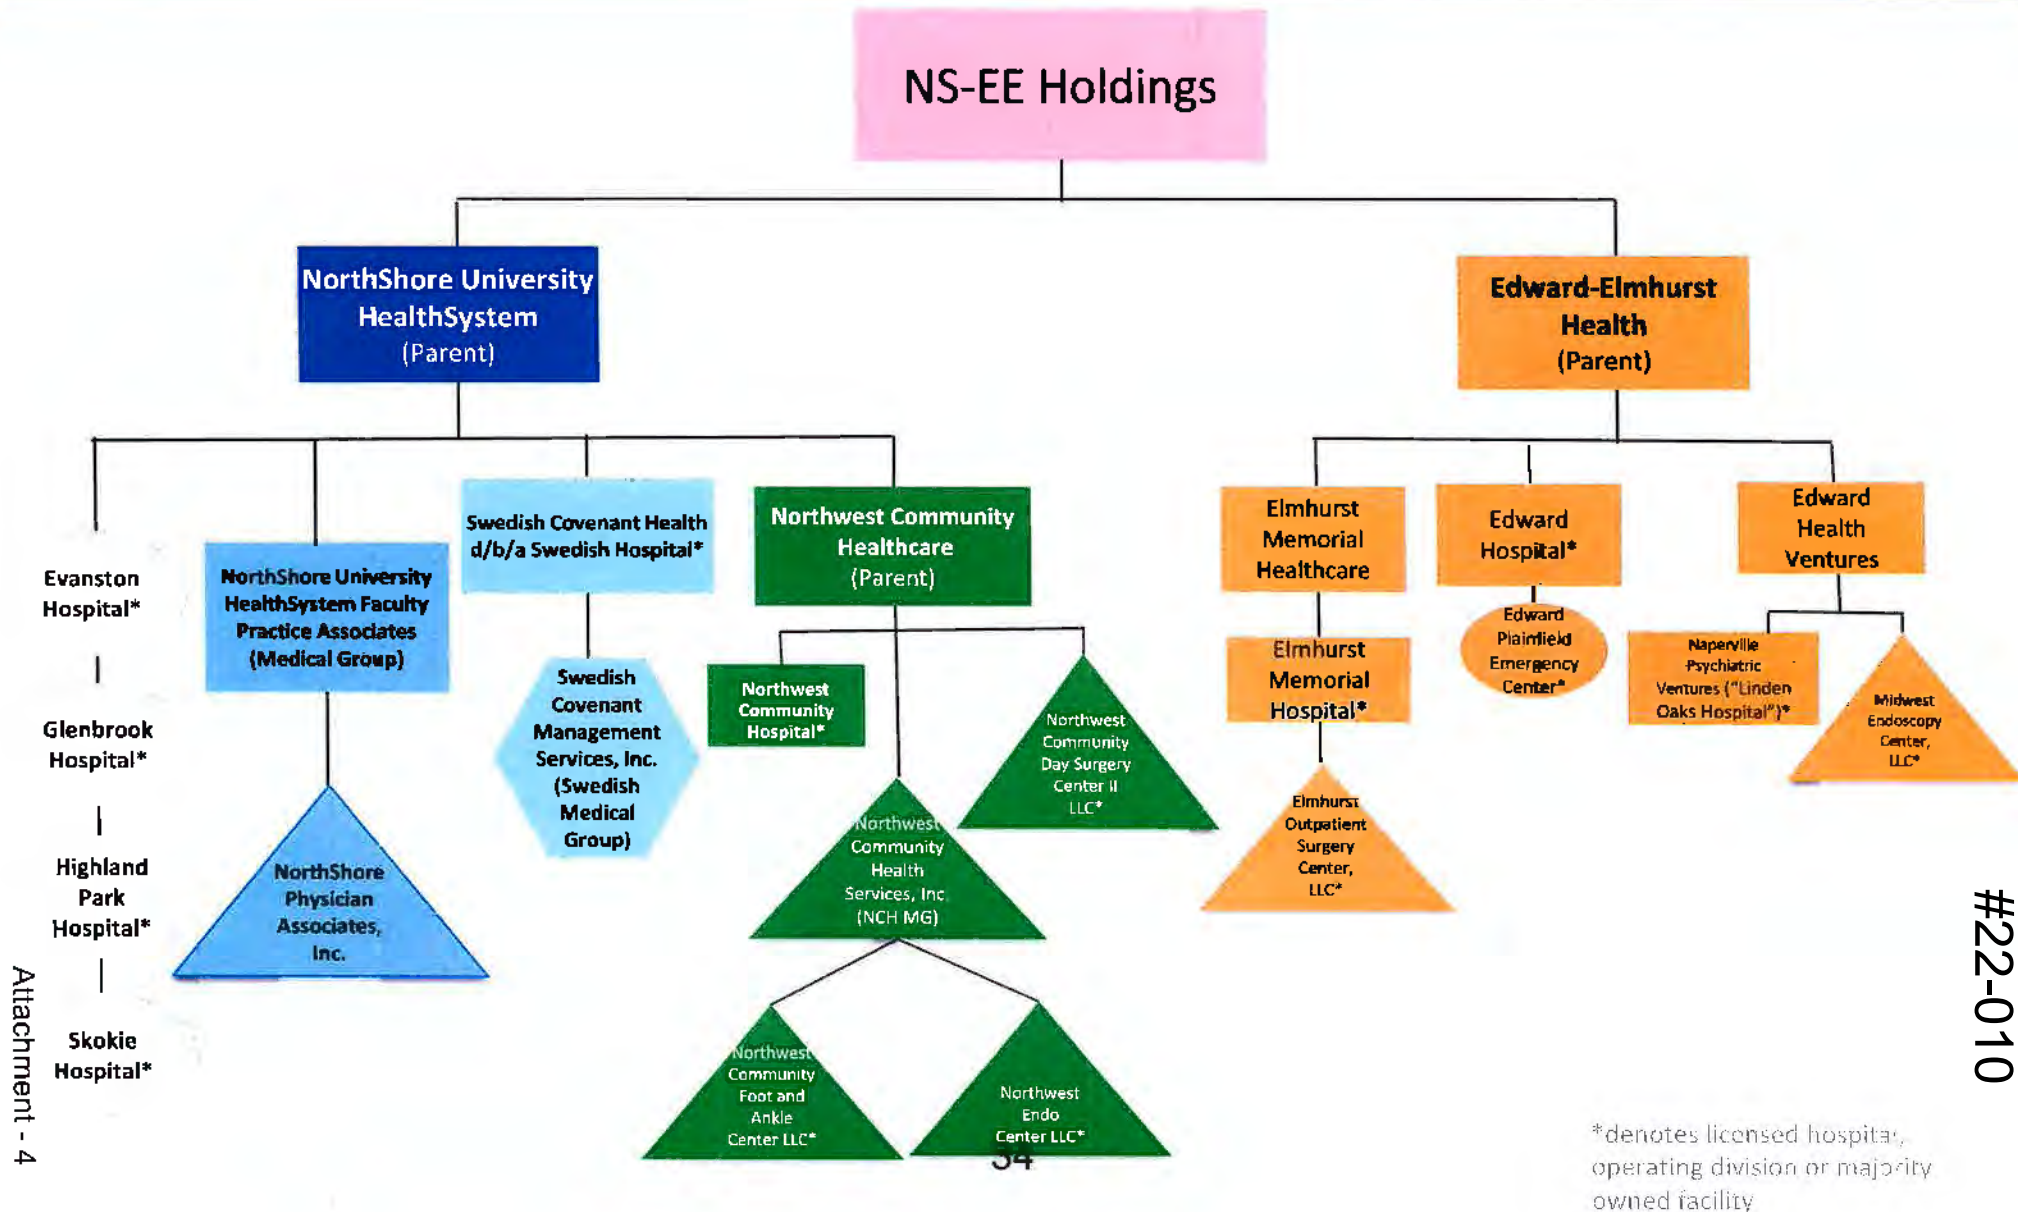 NS-EE Holdings
NorthShore University
HealthSystem
(Parent)
Edward-Elmhurst
Health
(Parent)
Evanston
Hospital*
Glenbrook
Hospital*
Highland
Park
Hospital*
Skokie
Hospital*
NorthShore University
HealthSystem Faculty
Practice Associates
(Medical Group)
NorthShore
Physician
Associates,
Inc.
Swedish Covenant Health
d/b/a Swedish Hospital*
Swedish
Covenant
Management
Services, Inc.
(Swedish
Medical
Group)
Northwest Community
Healthcare
(Parent)
Northwest
Community
Hospital*
Northwest
Community
Health
Services, Inc
(NCH MG)
Northwest
Community
Day Surgery
Center II
LLC*
Northwest
Community
Foot and
Ankle
Center LLC*
Northwest
Endo
Center LLC*
Elmhurst
Memorial
Healthcare
Elmhurst
Memorial
Hospital*
Elmhurst
Outpatient
Surgery
Center,
LLC*
Edward
Hospital*
Edward
Plainfield
Emergency
Center*
Edward
Health
Ventures
Naperville
Psychiatric
Ventures ("Linden
Oaks Hospital")*
Midwest
Endoscopy
Center,
LLC*
#22-010
Attachment - 4
34
*denotes licensed hospital,
operating division or majority
owned facility